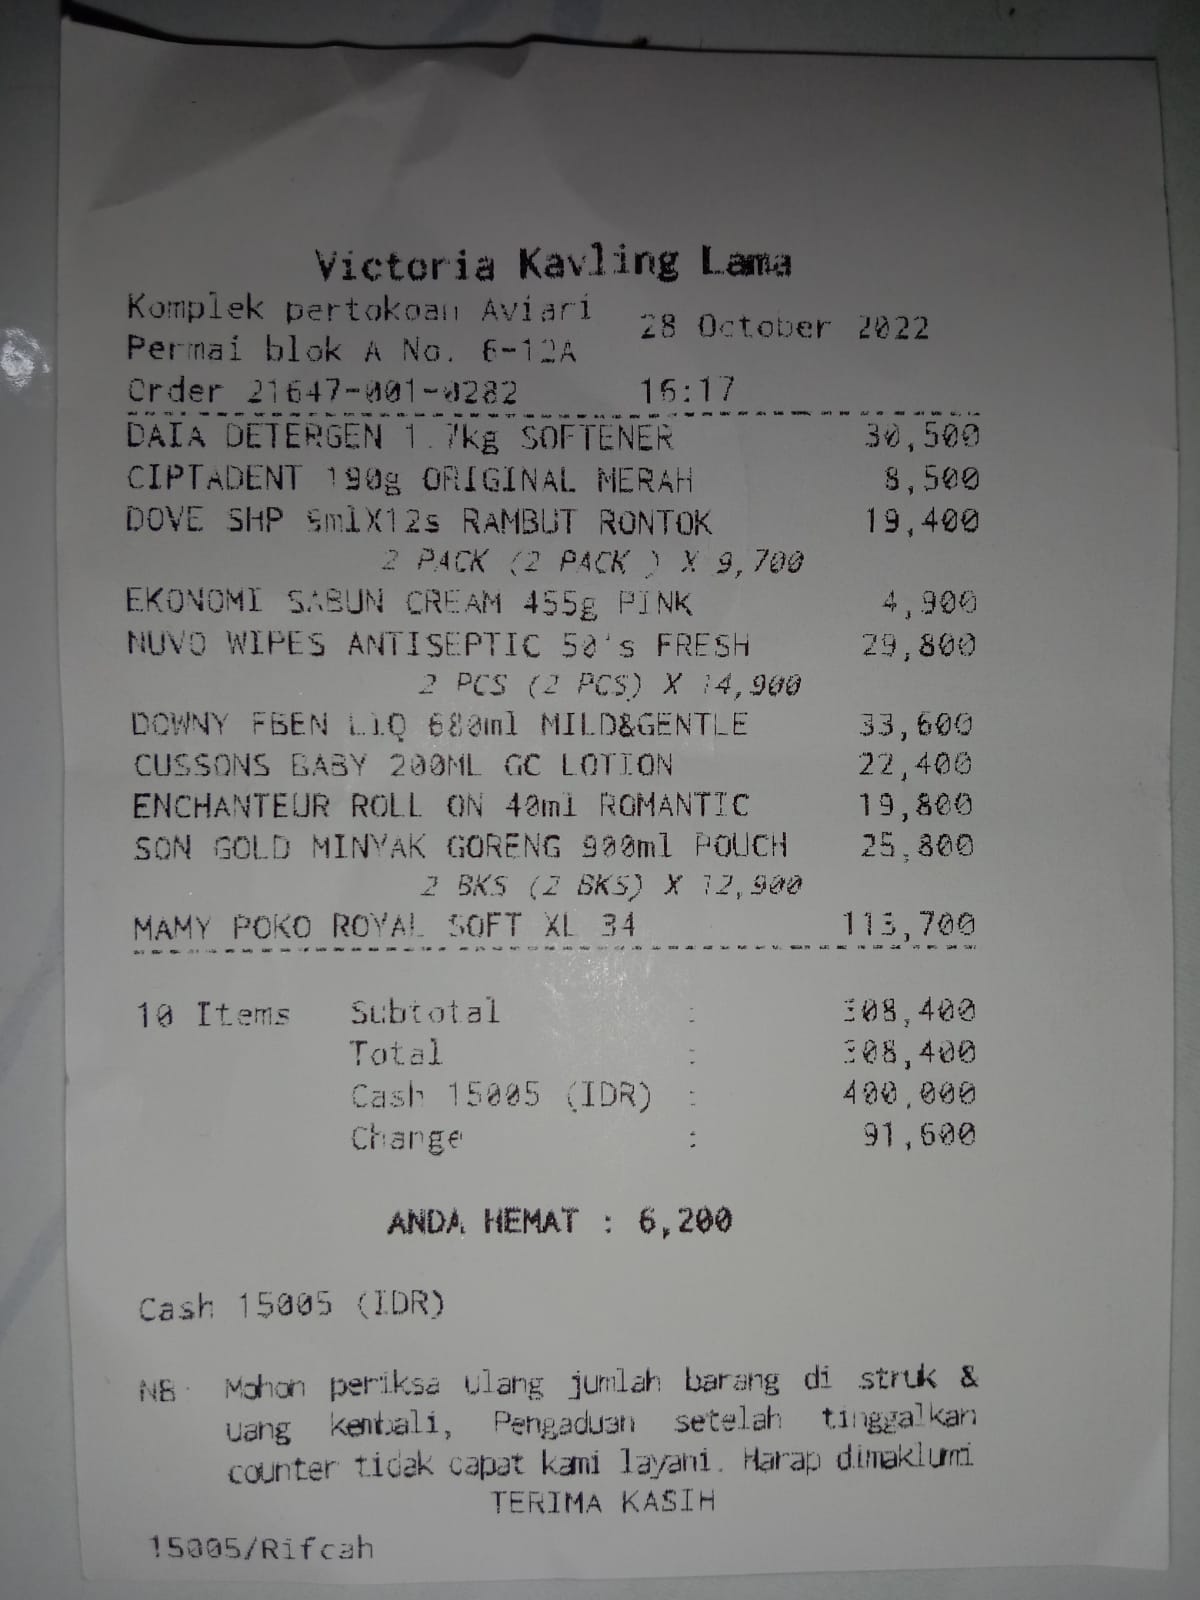 Victoria Kavling Lama
Komplek pertokoan Aviari
Permai blok A No. 6-12A
28 October 2022
Order 21647-001-0282 16:17
DAIA DETERGEN 1.7kg SOFTENER 30,500
CIPTADENT 190g ORIGINAL MERAH 8,500
DOVE SHP 9mlX12s RAMBUT RONTOK 19,400
2 PACK (2 PACK ) X 9,700
EKONOMI SABUN CREAM 455g PINK 4,900
NUVO WIPES ANTISEPTIC 50's FRESH 29,800
2 PCS (2 PCS) X 14,900
DOWNY FBEN LIQ 680ml MILD&GENTLE 33,600
CUSSONS BABY 200ML GC LOTION 22,400
ENCHANTEUR ROLL ON 40ml ROMANTIC 19,800
SON GOLD MINYAK GORENG 900ml POUCH 25,800
2 BKS (2 BKS) X 12,900
MAMY POKO ROYAL SOFT XL 34 113,700
10 Items Subtotal : 308,400
Total : 308,400
Cash 15005 (IDR) : 400,000
Change : 91,600
ANDA HEMAT : 6,200
Cash 15005 (IDR)
NB: Mohon periksa ulang jumlah barang di struk &
uang kembali, Pengaduan setelah tinggalkan
counter tidak dapat kami layani. Harap dimaklumi
TERIMA KASIH
15005/Rifcah